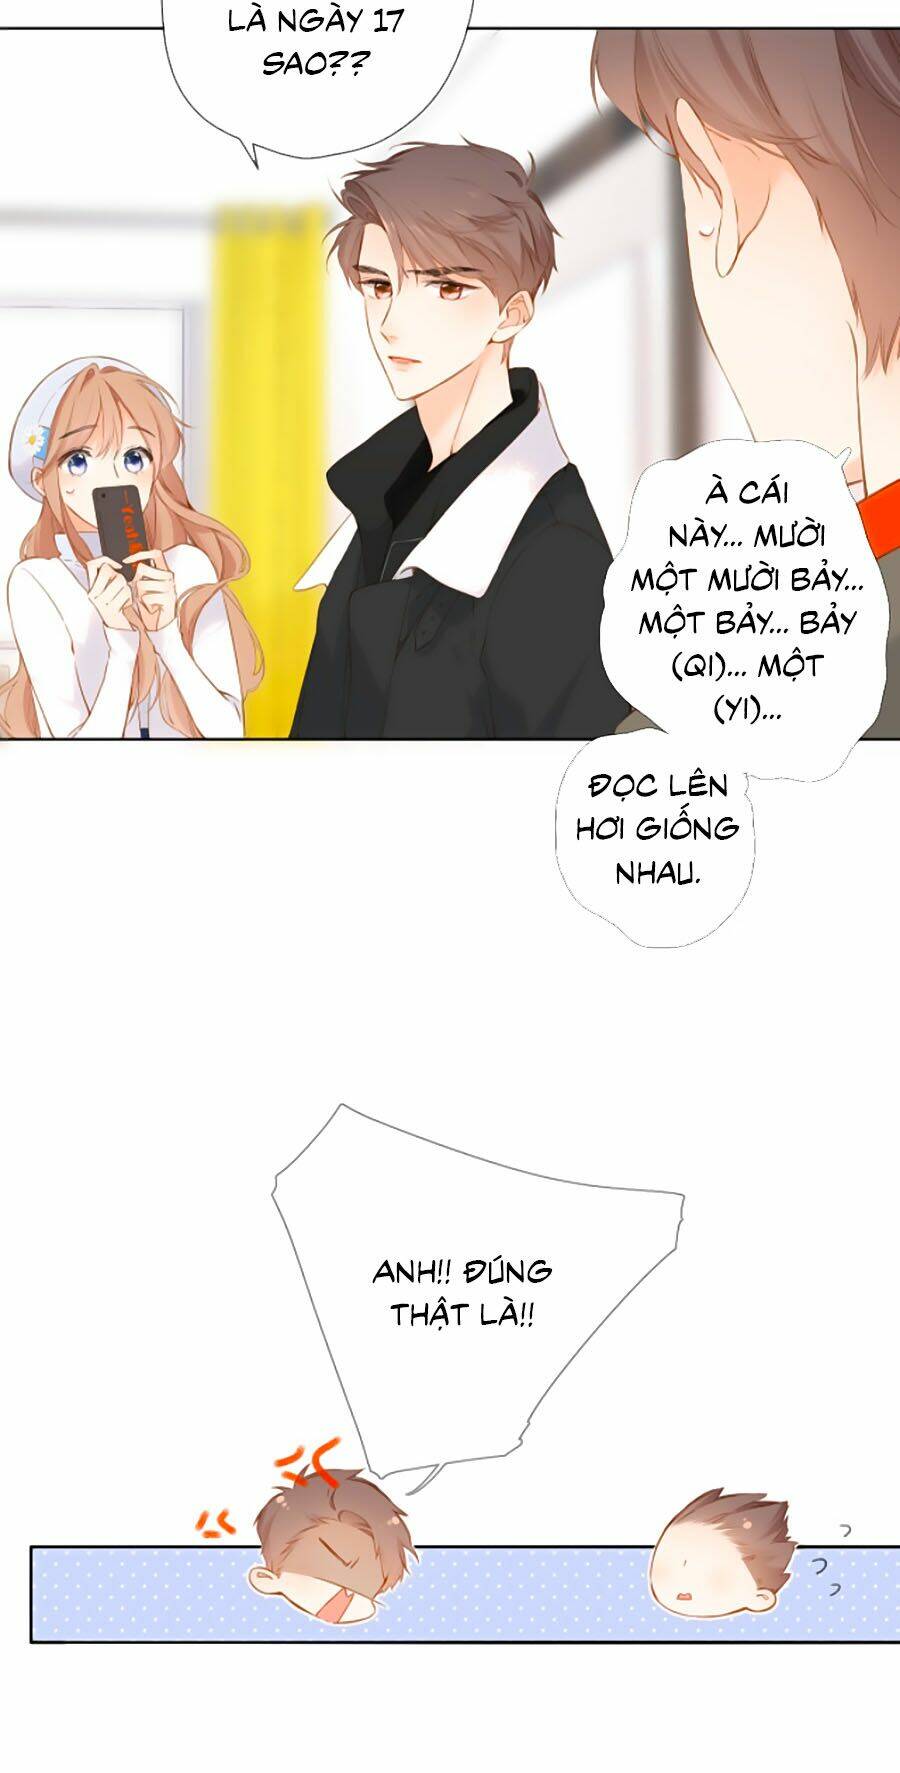 LÀ NGÀY 17
SAO??
À CÁI
NÀY... MƯỜI
MỘT MƯỜI BẢY...
MỘT BẢY... BẢY
(QI)... MỘT
(YI)...
ĐỌC LÊN
HƠI GIỐNG
NHAU.
ANH!! ĐÚNG
THẬT LÀ!!